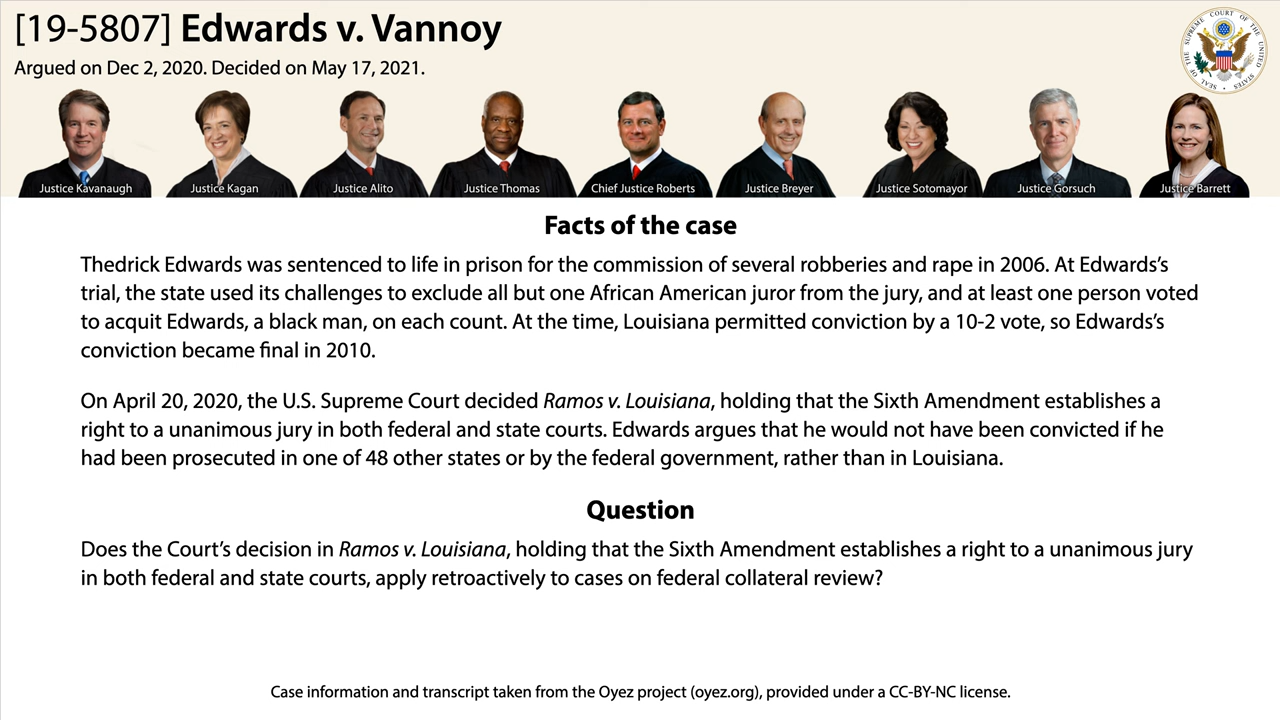 [19-5807] Edwards v. Vannoy
Argued on Dec 2, 2020. Decided on May 17, 2021.
SEAL OF THE SUPREME COURT OF THE UNITED STATES
Justice Kavanaugh
Justice Kagan
Justice Alito
Justice Thomas
Chief Justice Roberts
Justice Breyer
Justice Sotomayor
Justice Gorsuch
Justice Barrett
Facts of the case
Thedrick Edwards was sentenced to life in prison for the commission of several robberies and rape in 2006. At Edwards’s
trial, the state used its challenges to exclude all but one African American juror from the jury, and at least one person voted
to acquit Edwards, a black man, on each count. At the time, Louisiana permitted conviction by a 10-2 vote, so Edwards’s
conviction became final in 2010.
On April 20, 2020, the U.S. Supreme Court decided Ramos v. Louisiana, holding that the Sixth Amendment establishes a
right to a unanimous jury in both federal and state courts. Edwards argues that he would not have been convicted if he
had been prosecuted in one of 48 other states or by the federal government, rather than in Louisiana.
Question
Does the Court’s decision in Ramos v. Louisiana, holding that the Sixth Amendment establishes a right to a unanimous jury
in both federal and state courts, apply retroactively to cases on federal collateral review?
Case information and transcript taken from the Oyez project (oyez.org), provided under a CC-BY-NC license.